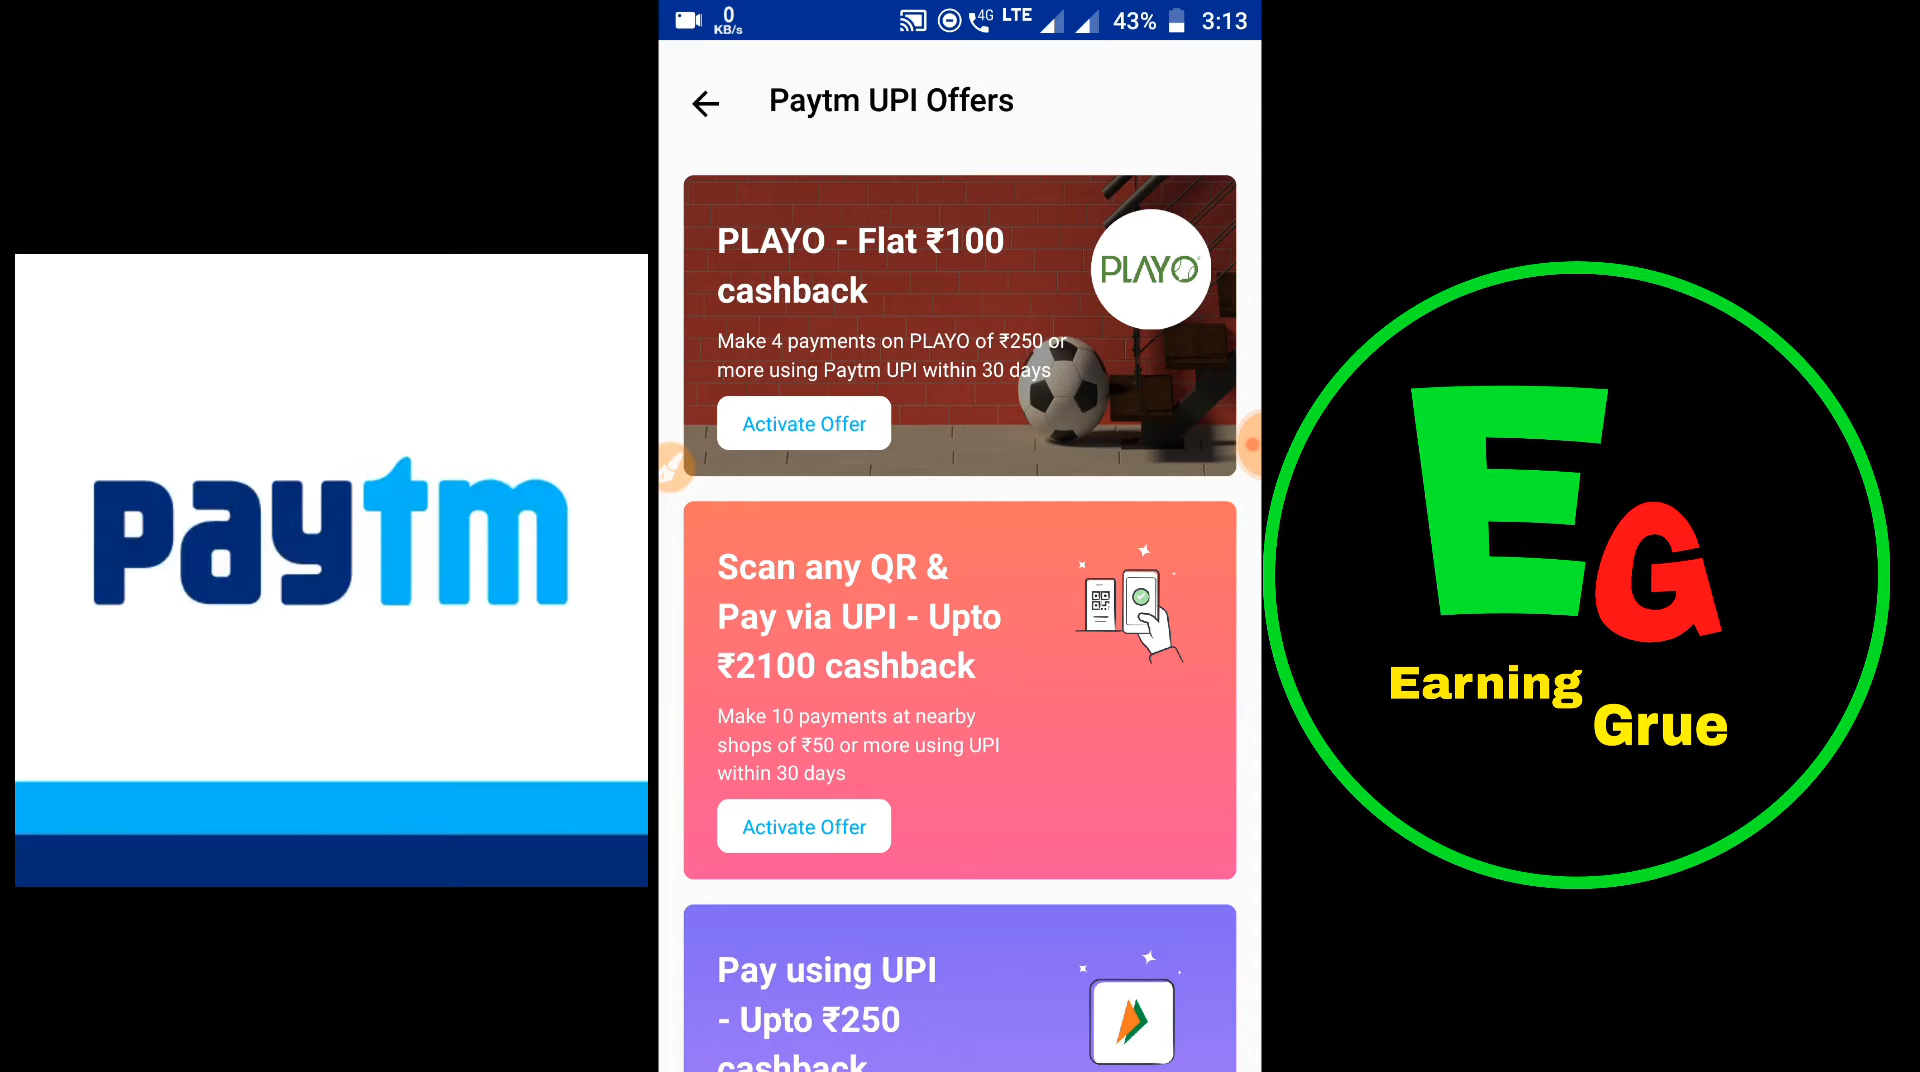 0
KB/s
4G LTE 43% 3:13
Paytm UPI Offers
PLAYO - Flat ₹100
cashback
PLAYO
Make 4 payments on PLAYO of ₹250 or
more using Paytm UPI within 30 days
Activate Offer
Scan any QR &
Pay via UPI - Upto
₹2100 cashback
Make 10 payments at nearby
shops of ₹50 or more using UPI
within 30 days
Activate Offer
Pay using UPI
- Upto ₹250
cashback
paytm
EG
Earning
Grue